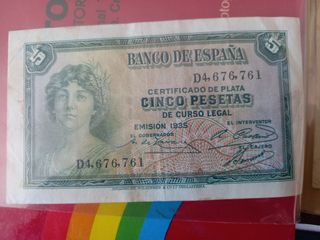 BANCO DE ESPAÑA
5
5
D4,676,761
CERTIFICADO DE PLATA
CINCO PESETAS
DE CURSO LEGAL
EMISIÓN 1935
EL GOBERNADOR
EL INTERVENTOR
EL CAJERO
D4,676,761